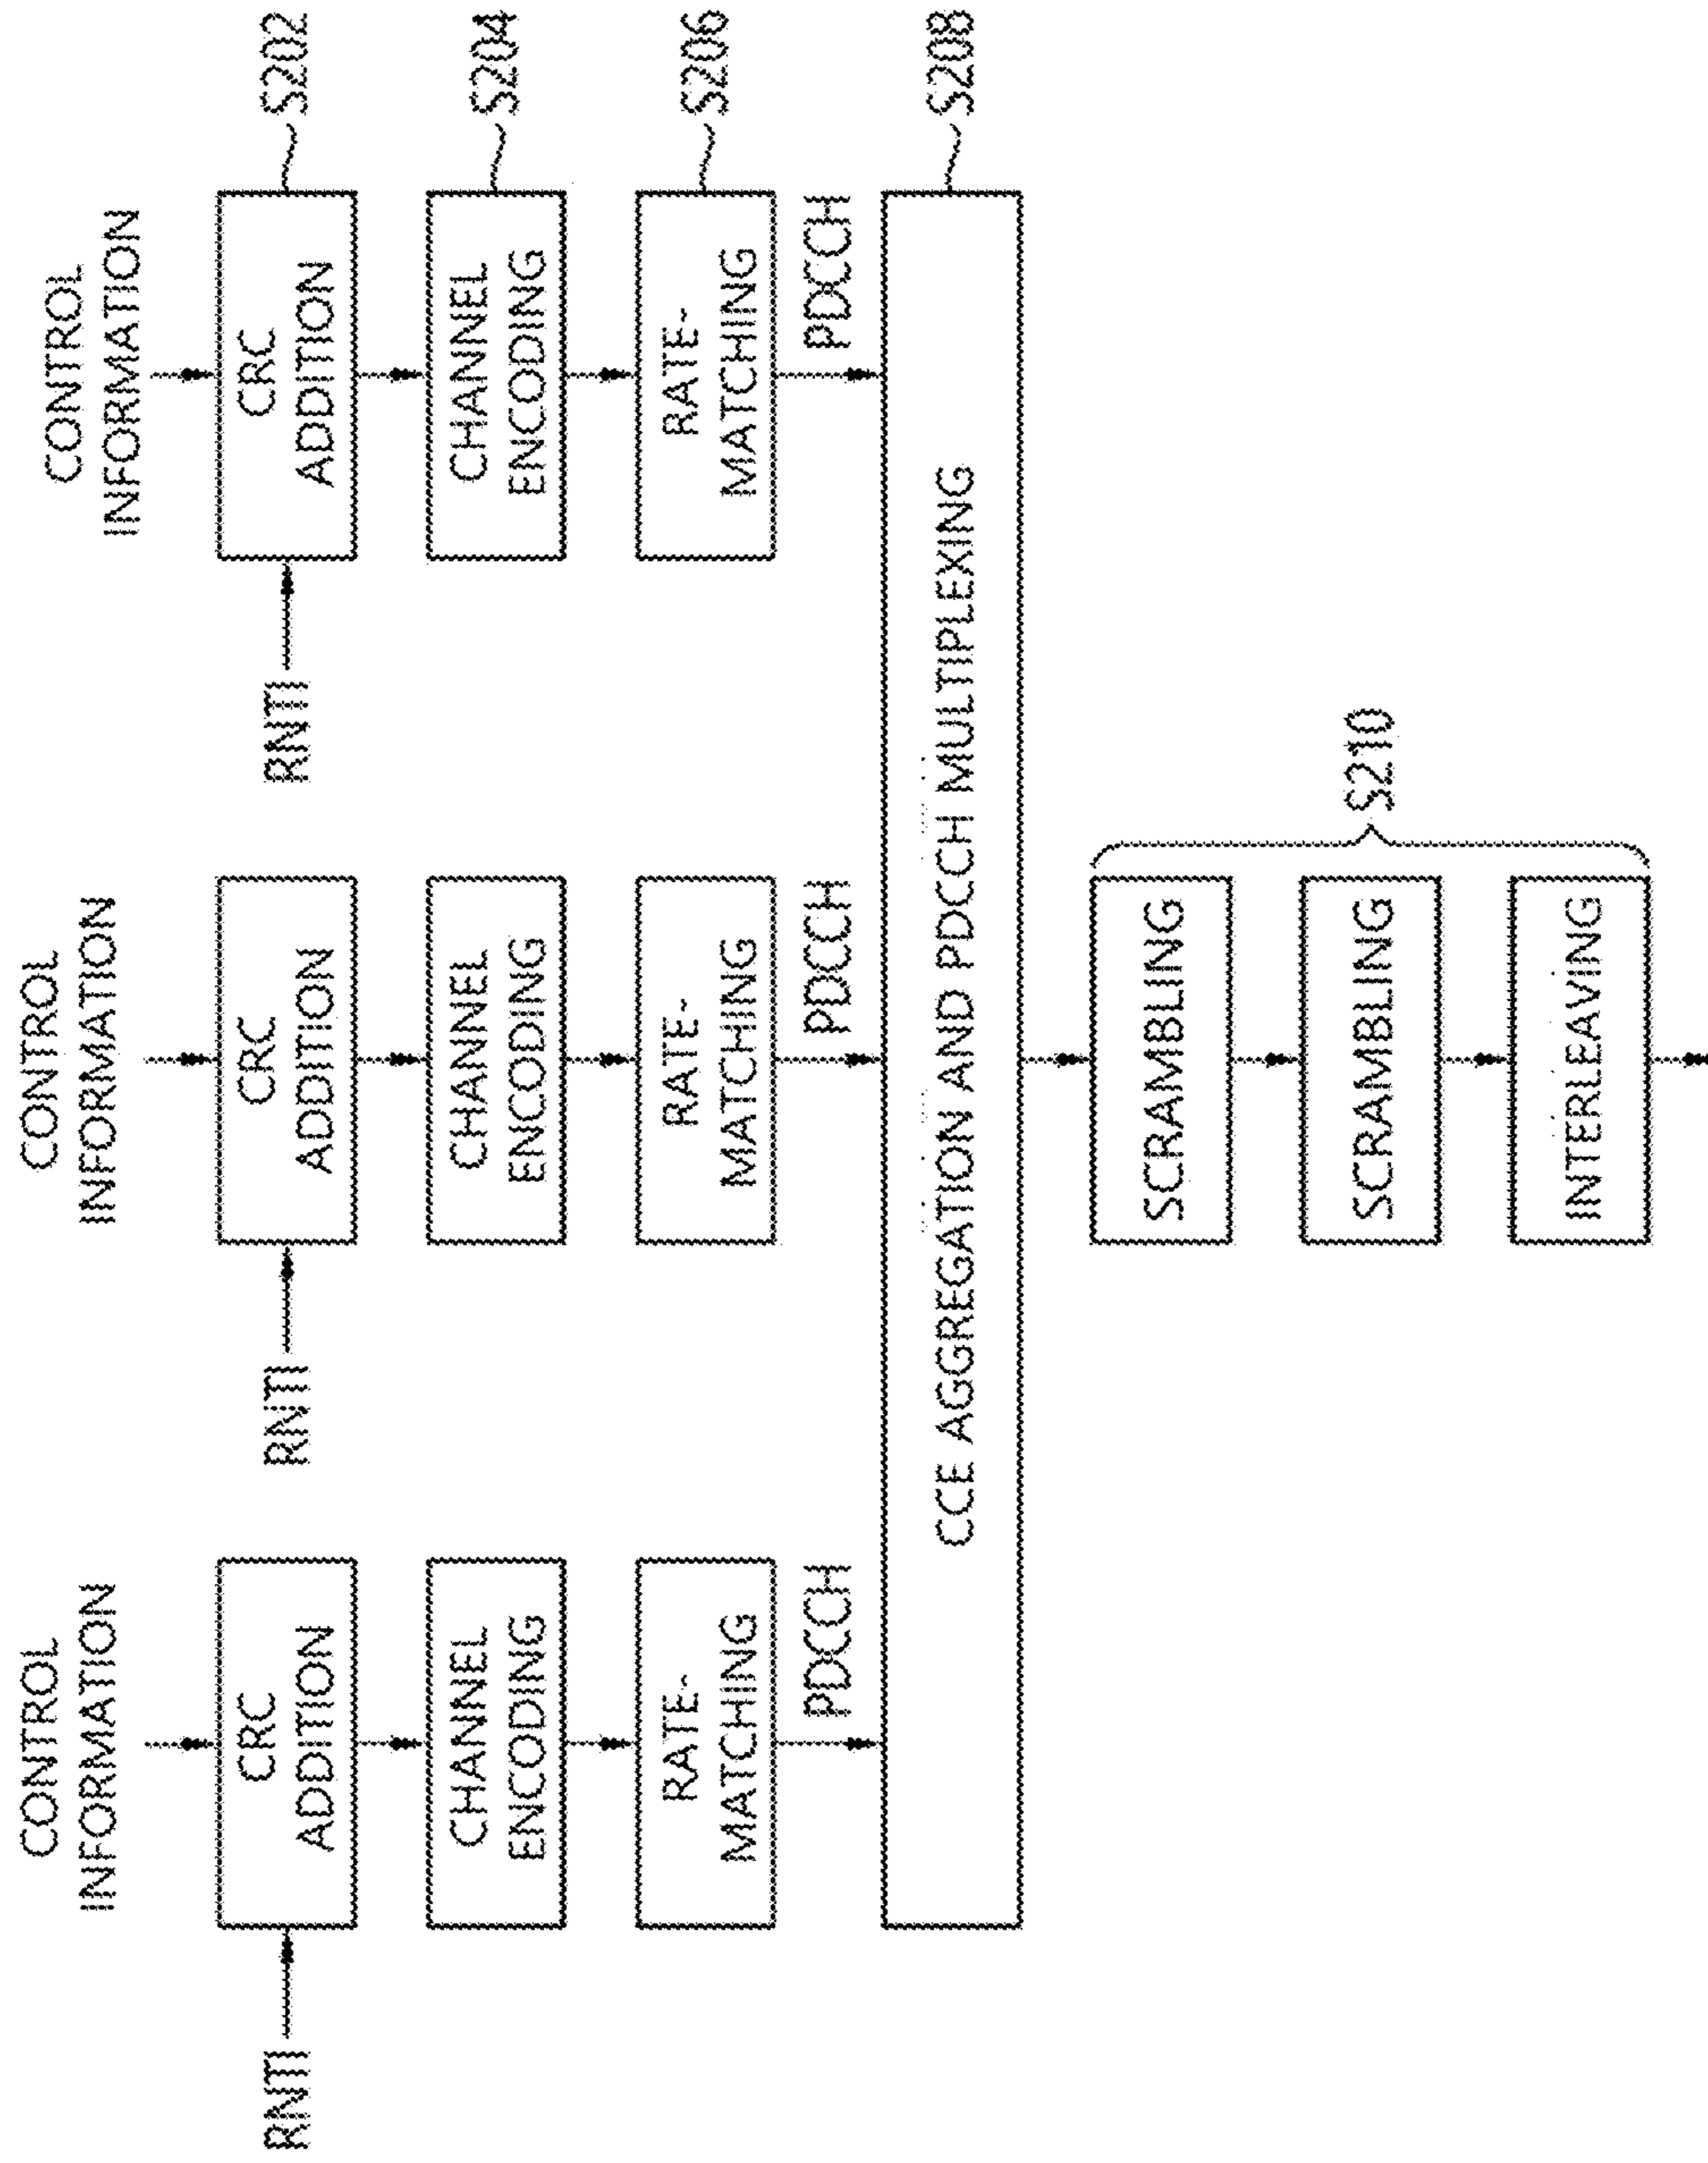 CONTROL
INFORMATION
CONTROL
INFORMATION
CONTROL
INFORMATION
RNTI
CRC
ADDITION
RNTI
CRC
ADDITION
RNTI
CRC
ADDITION
S202
CHANNEL
ENCODING
CHANNEL
ENCODING
CHANNEL
ENCODING
S204
RATE-
MATCHING
RATE-
MATCHING
RATE-
MATCHING
S206
PDCCH
PDCCH
PDCCH
CCE AGGREGATION AND PDCCH MULTIPLEXING
S208
SCRAMBLING
SCRAMBLING
INTERLEAVING
S210